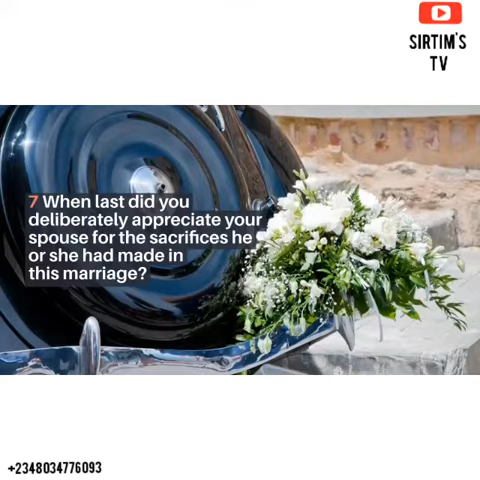 SIRTIM'S
TV
7 When last did you
deliberately appreciate your
spouse for the sacrifices he
or she had made in
this marriage?
+2348034776093